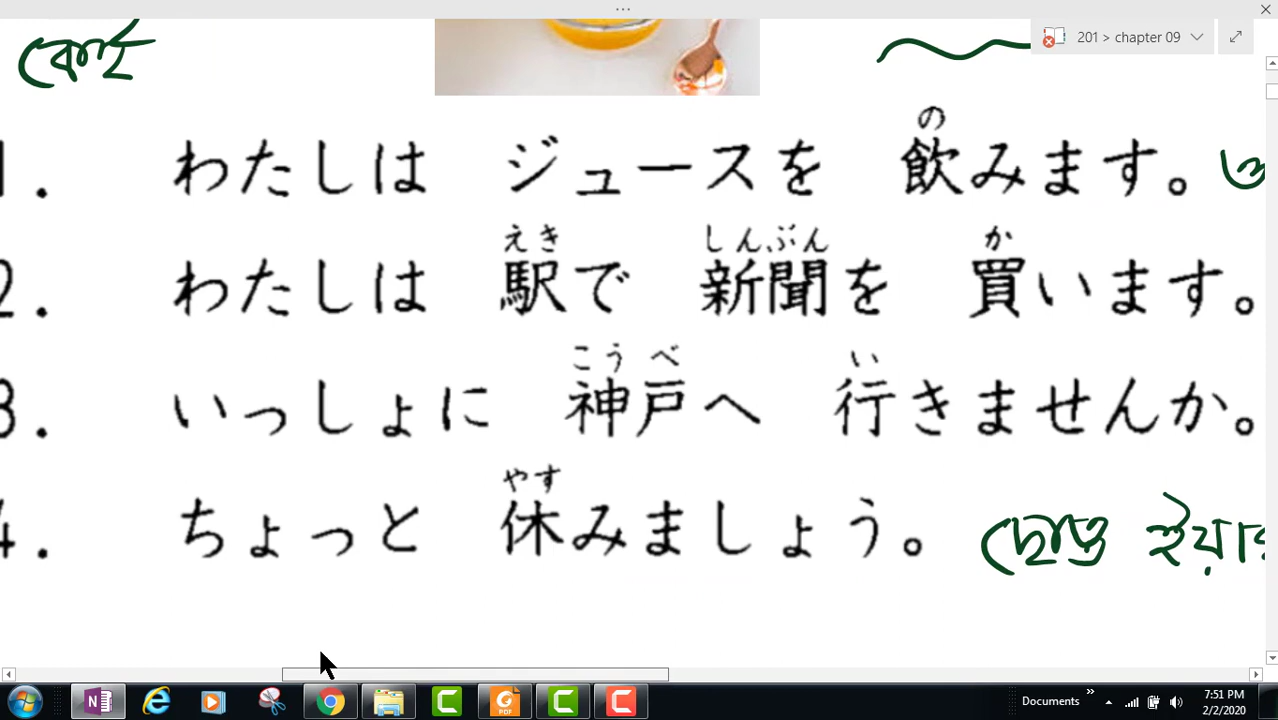 201 > chapter 09
の
1. わたしは ジュースを 飲みます。
えき しんぶん か
2. わたしは 駅で 新聞を 買います。
こうべ い
3. いっしょに 神戸へ 行きませんか。
やす
4. ちょっと 休みましょう。
Documents
7:51 PM
2/2/2020